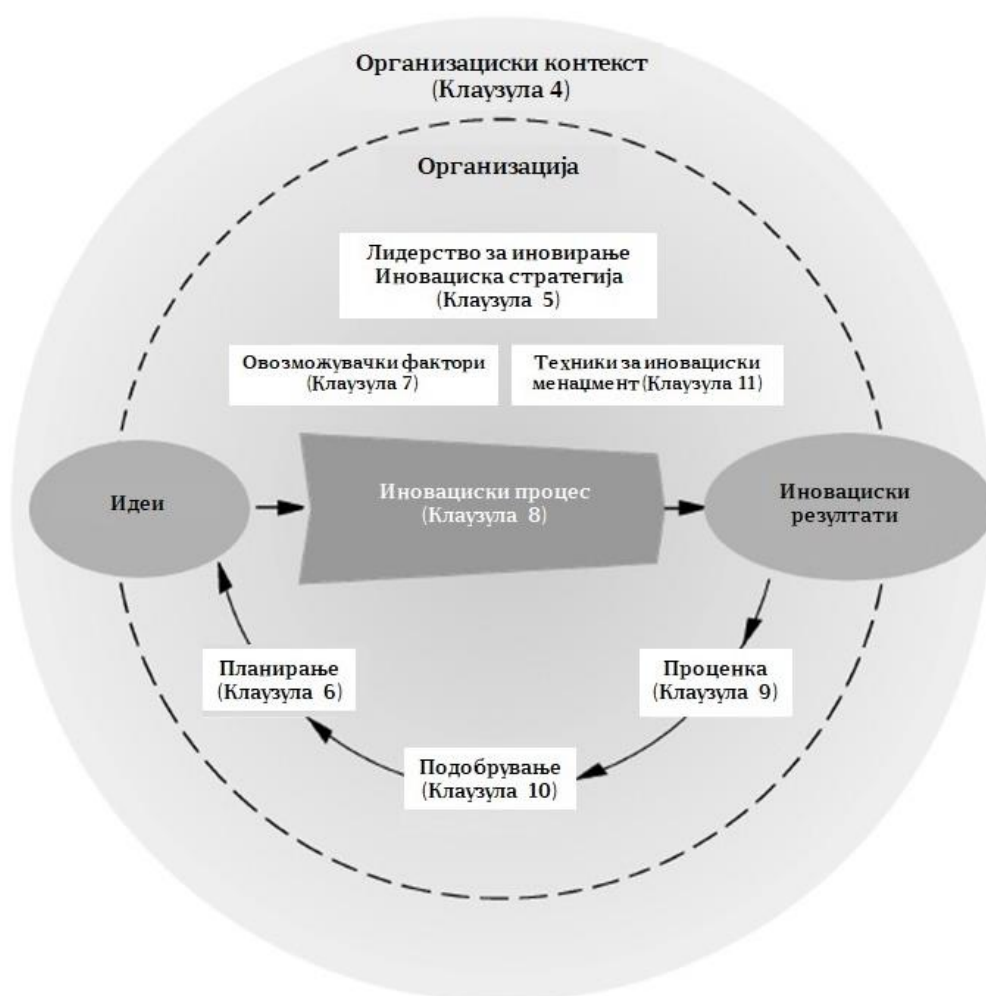 Организациски контекст
(Клаузула 4)
Организација
Лидерство за иновирање
Иновациска стратегија
(Клаузула 5)
Овозможувачки фактори
(Клаузула 7)
Техники за иновациски
менаџмент (Клаузула 11)
Идеи
Иновациски процес
(Клаузула 8)
Иновациски
резултати
Планирање
(Клаузула 6)
Проценка
(Клаузула 9)
Подобрување
(Клаузула 10)